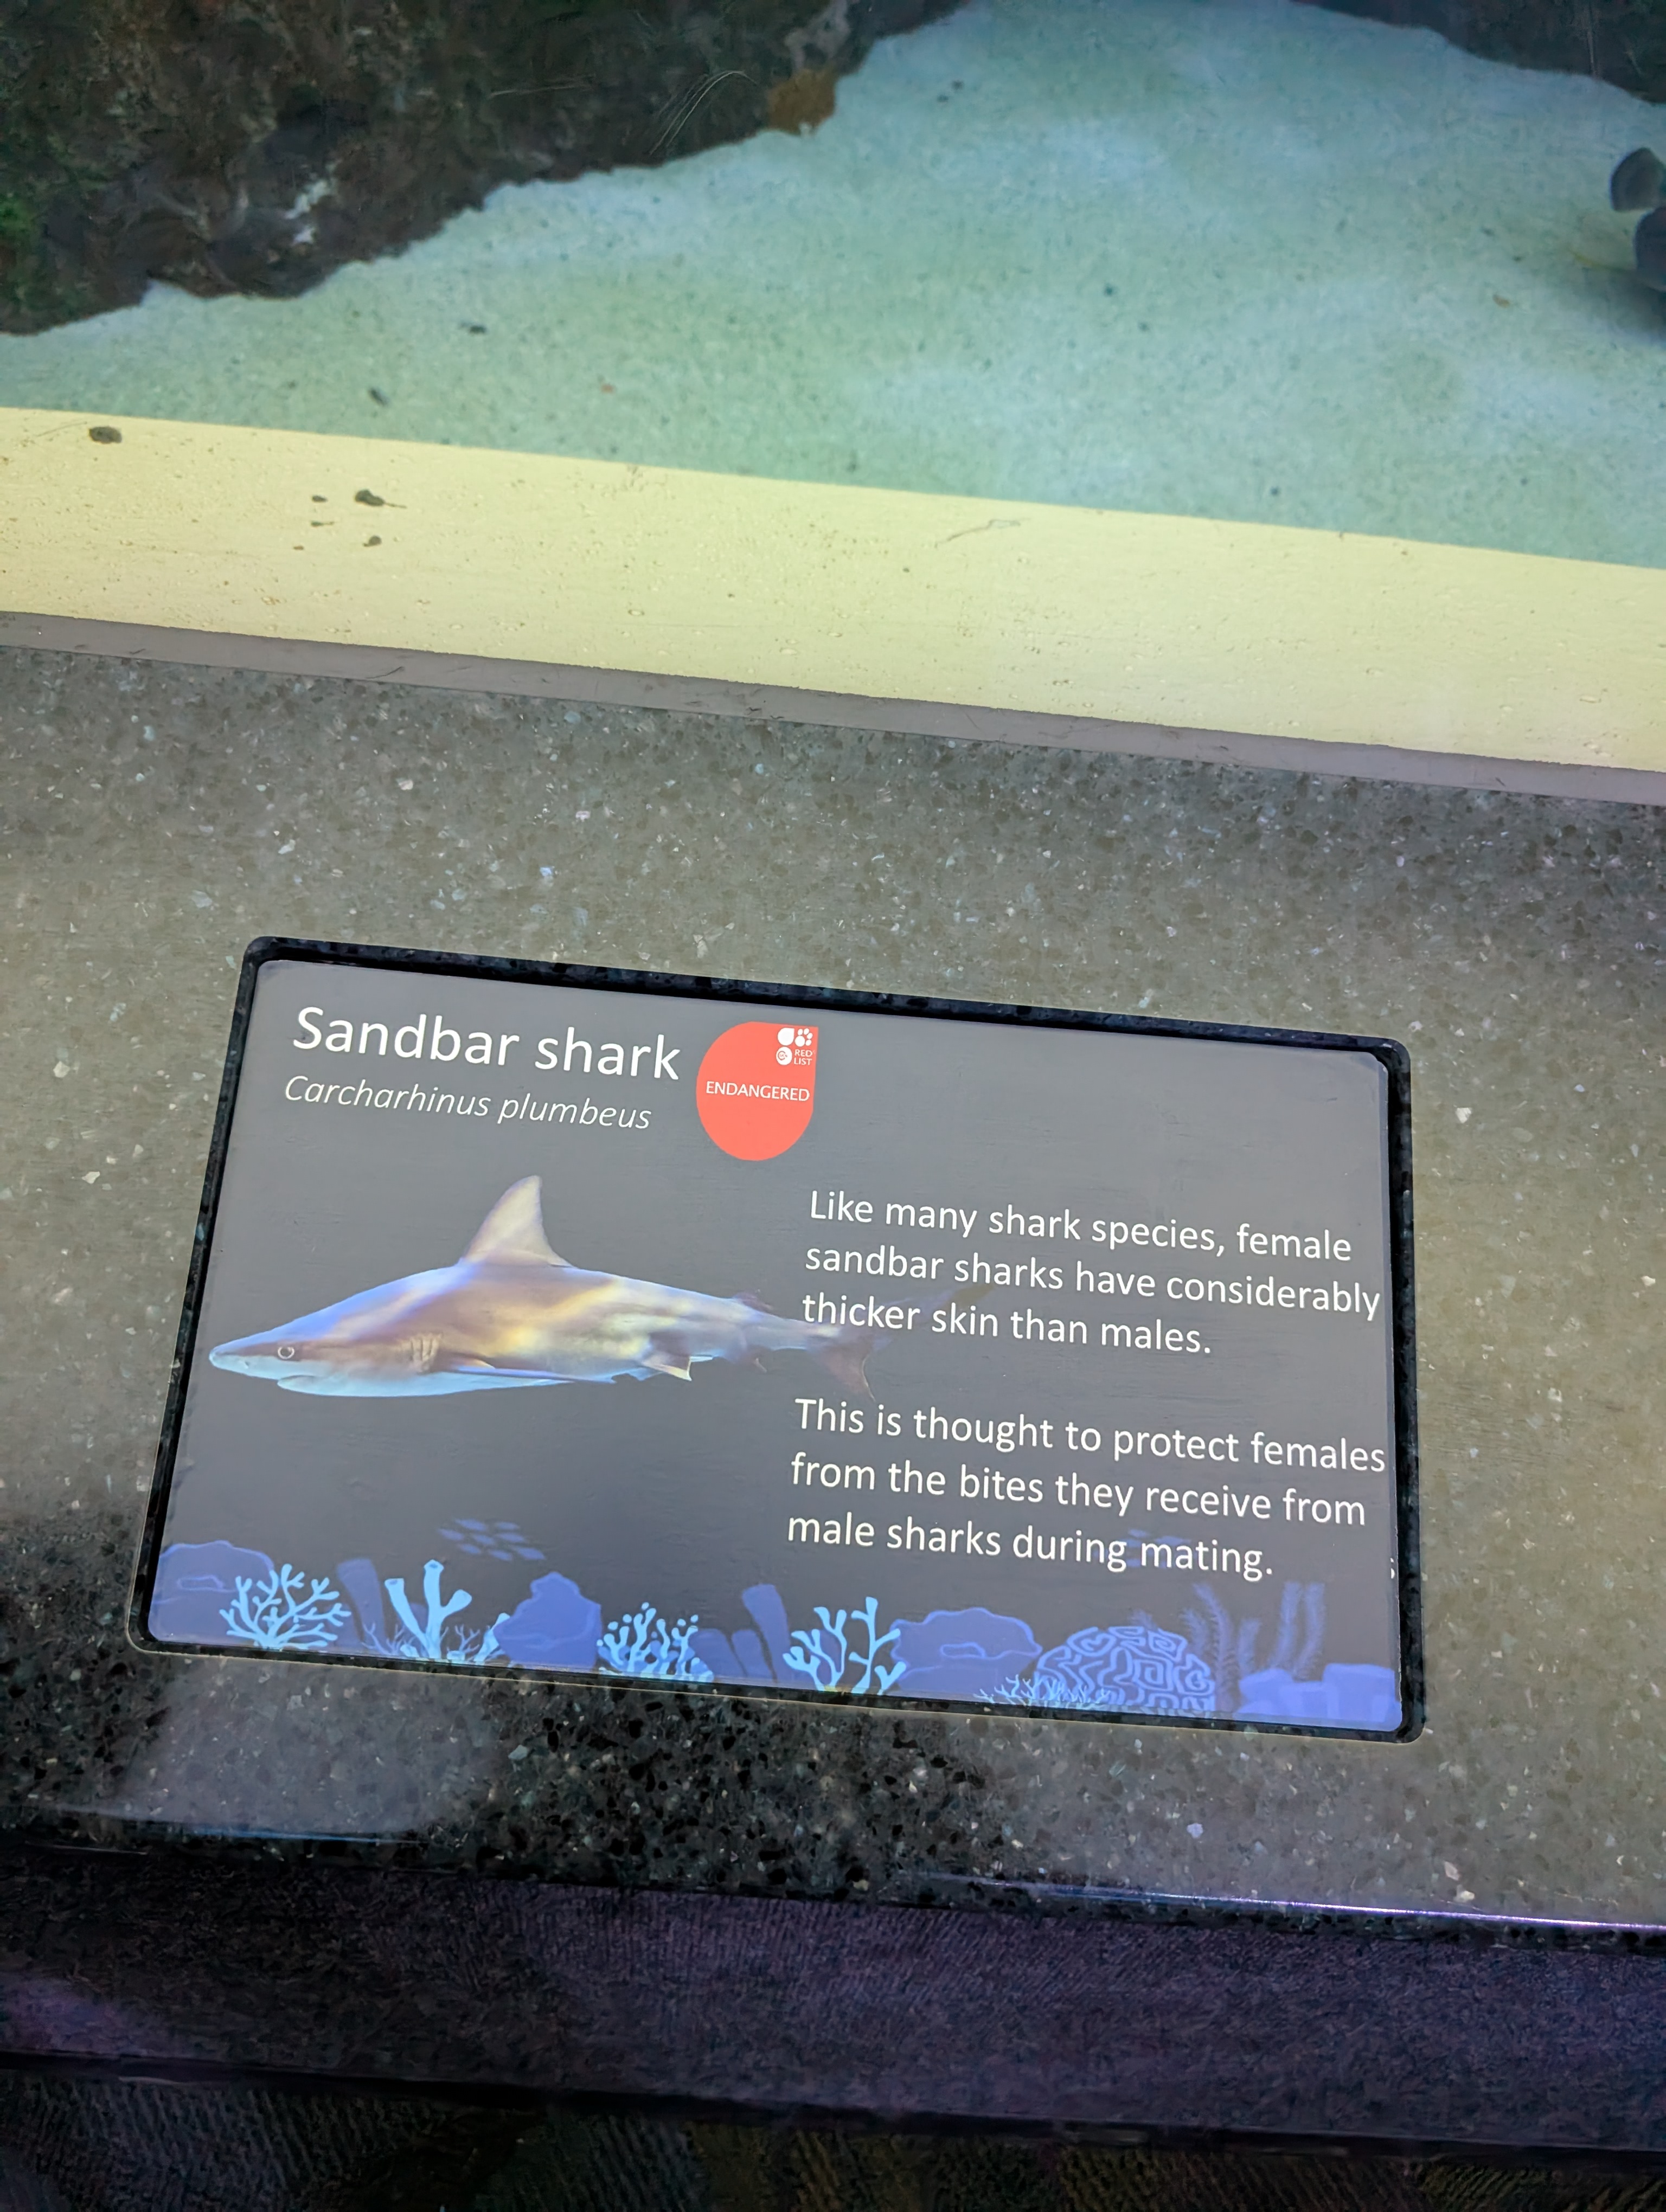 Sandbar shark
Carcharhinus plumbeus
RED
LIST
ENDANGERED
Like many shark species, female
sandbar sharks have considerably
thicker skin than males.
This is thought to protect females
from the bites they receive from
male sharks during mating.